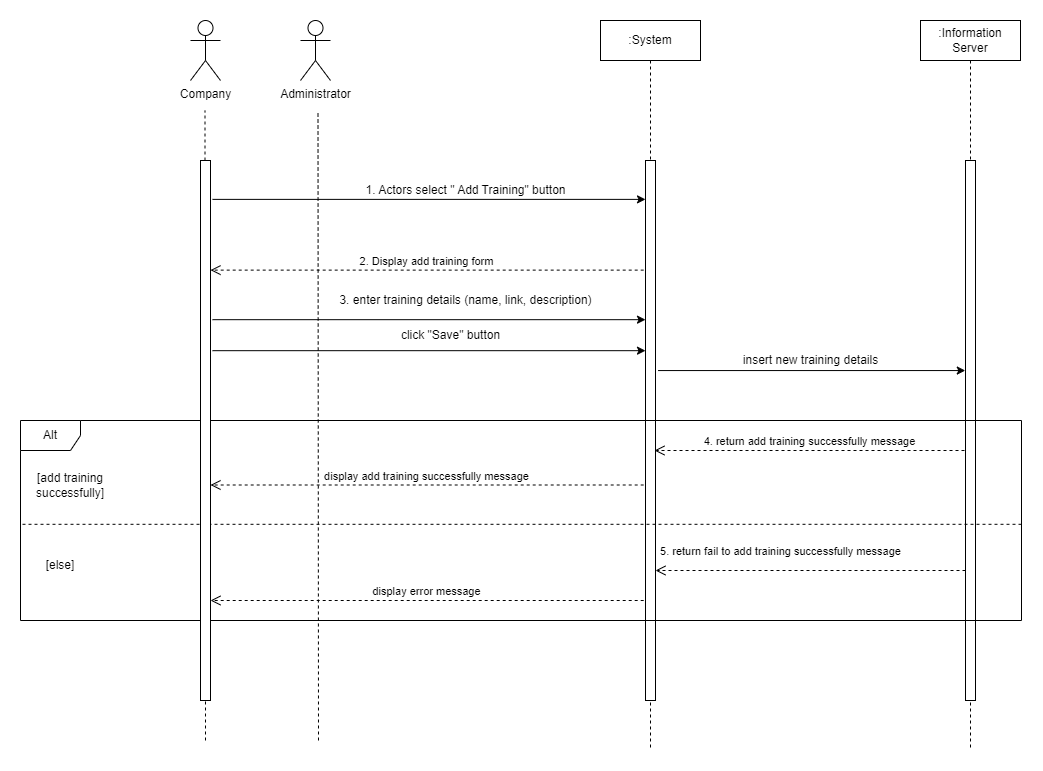 :System
:Information
Server
Company
Administrator
1. Actors select " Add Training" button
2. Display add training form
3. enter training details (name, link, description)
click "Save" button
insert new training details
Alt
4. return add training successfully message
[add training
successfully]
display add training successfully message
5. return fail to add training successfully message
[else]
display error message